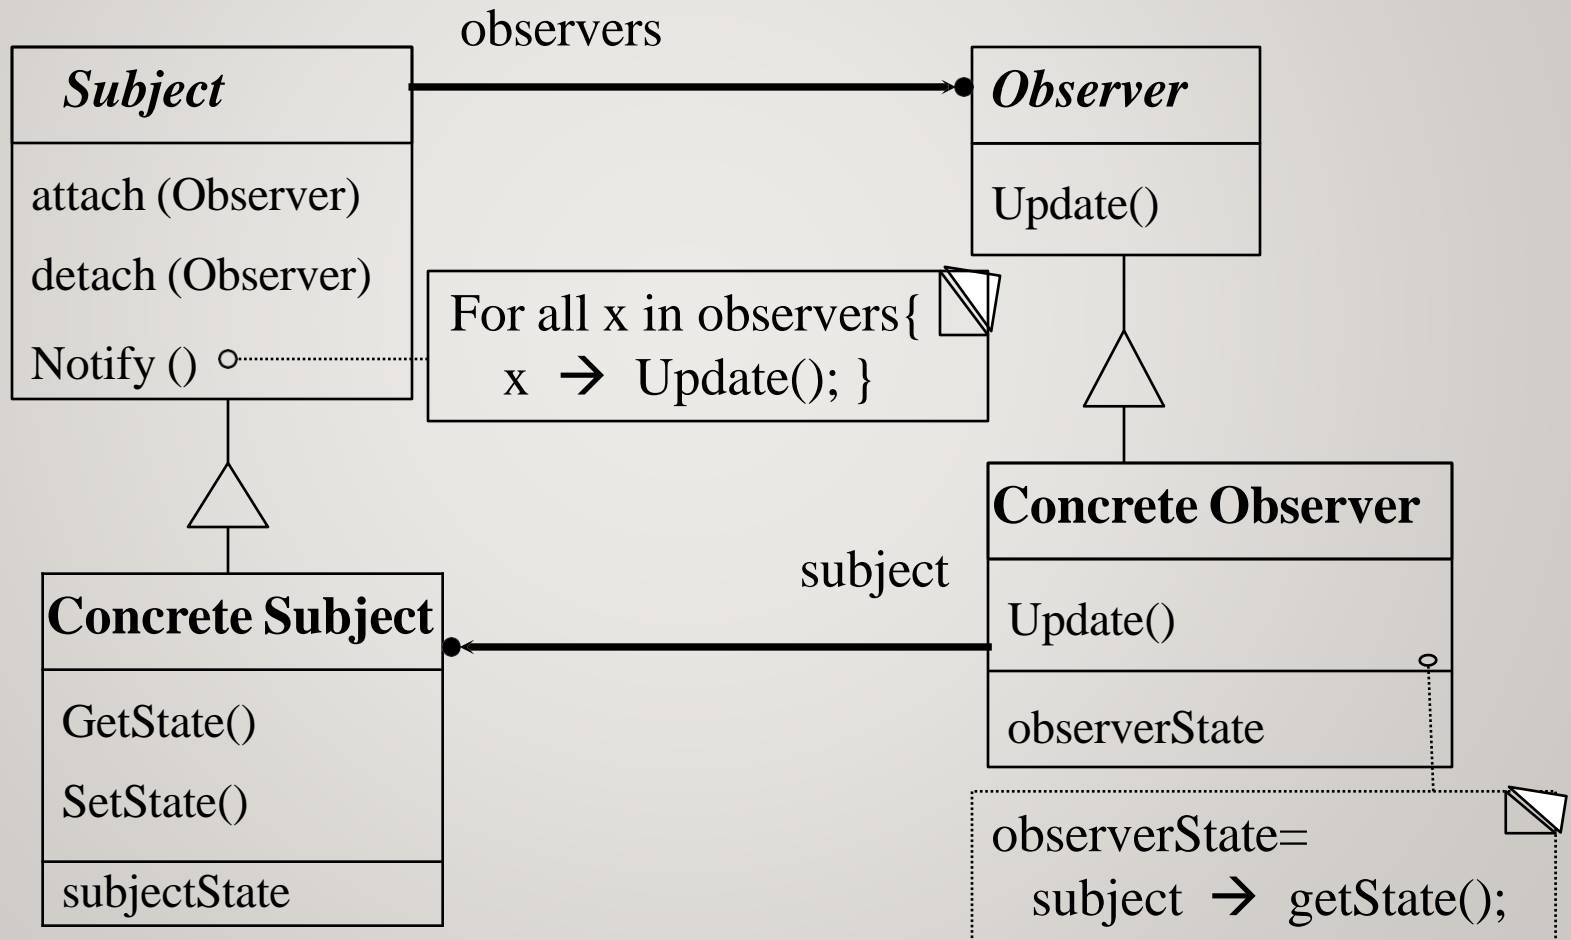 observers
Subject
attach (Observer)
detach (Observer)
Notify ()
For all x in observers{
x → Update(); }
Observer
Update()
Concrete Observer
Update()
observerState
subject
Concrete Subject
GetState()
SetState()
subjectState
observerState=
subject → getState();